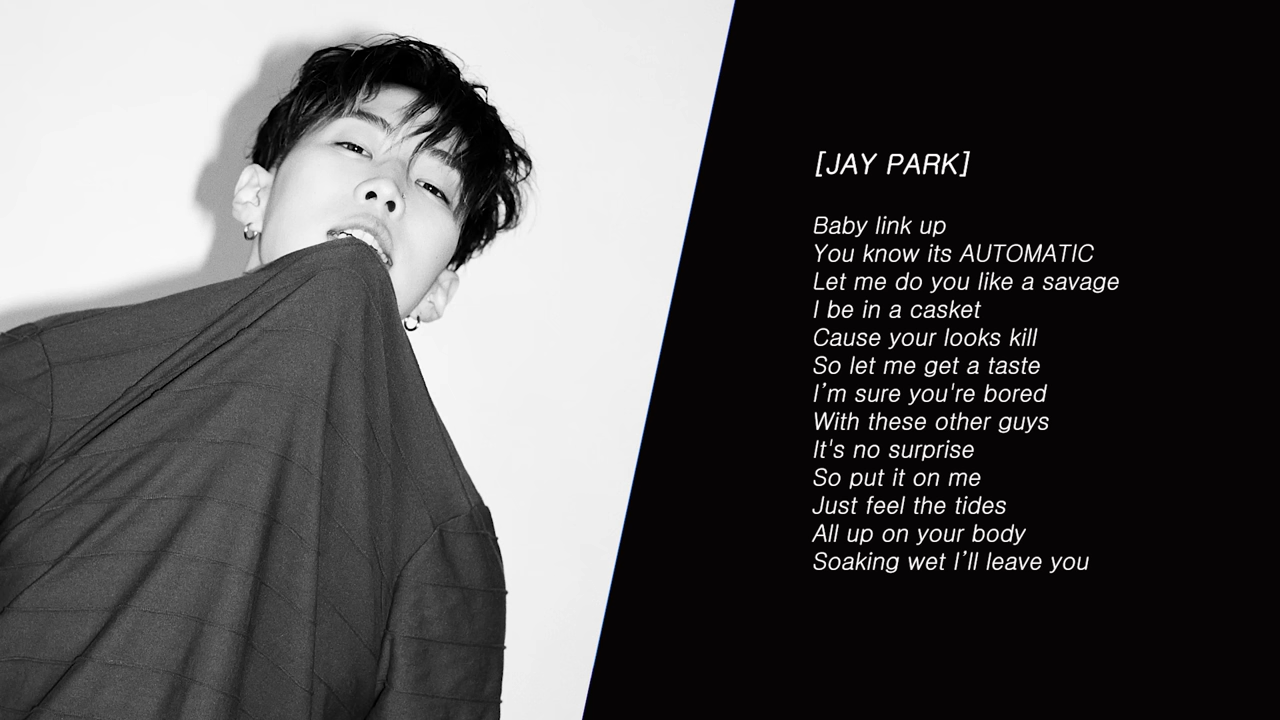 [JAY PARK]
Baby link up
You know its AUTOMATIC
Let me do you like a savage
I be in a casket
Cause your looks kill
So let me get a taste
I’m sure you're bored
With these other guys
It's no surprise
So put it on me
Just feel the tides
All up on your body
Soaking wet I’ll leave you